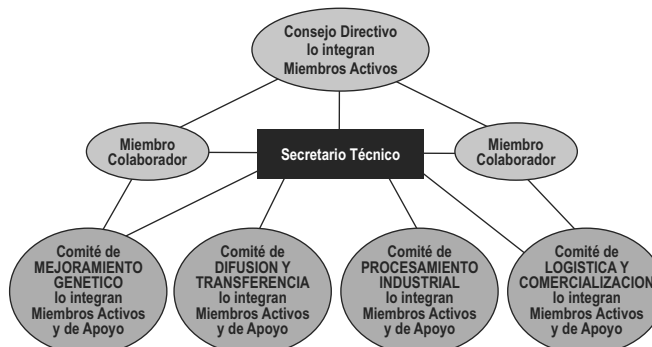 Consejo Directivo
lo integran
Miembros Activos
Miembro
Colaborador
Secretario Técnico
Miembro
Colaborador
Comité de
MEJORAMIENTO
GENETICO
lo integran
Miembros Activos
y de Apoyo
Comité de
DIFUSION Y
TRANSFERENCIA
lo integran
Miembros Activos
y de Apoyo
Comité de
PROCESAMIENTO
INDUSTRIAL
lo integran
Miembros Activos
y de Apoyo
Comité de
LOGISTICA Y
COMERCIALIZACION
lo integran
Miembros Activos
y de Apoyo